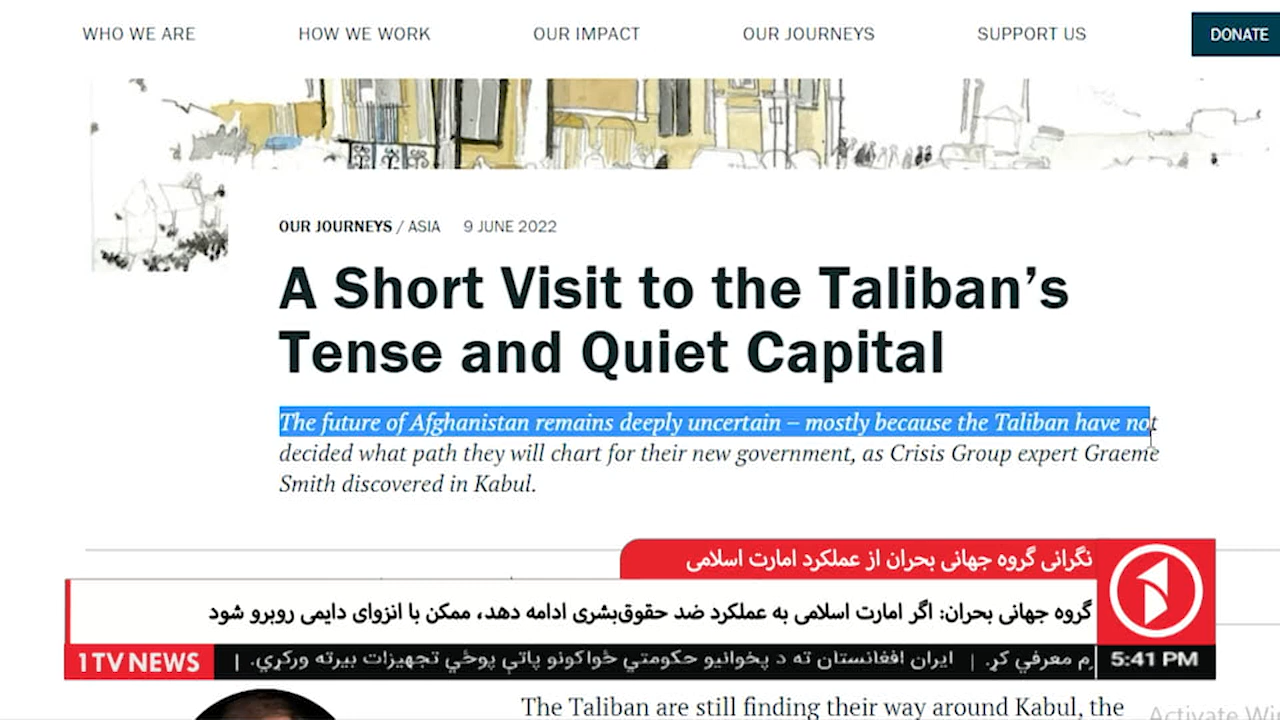 WHO WE ARE HOW WE WORK OUR IMPACT OUR JOURNEYS SUPPORT US DONATE
OUR JOURNEYS / ASIA 9 JUNE 2022
A Short Visit to the Taliban’s
Tense and Quiet Capital
The future of Afghanistan remains deeply uncertain – mostly because the Taliban have not
decided what path they will chart for their new government, as Crisis Group expert Graeme
Smith discovered in Kabul.
نگرانی گروه جهانی بحران از عملکرد امارت اسلامی
گروه جهانی بحران: اگر امارت اسلامی به عملکرد ضد حقوق‌بشری ادامه دهد، ممکن با انزوای دایمی روبرو شود
1TV NEWS
م معرفي کړ. | ایران افغانستان ته د پخوانیو حکومتي ځواکونو پاتې پوځي تجهیزات بیرته ورکړي. |
5:41 PM
The Taliban are still finding their way around Kabul, the
Activate Wi